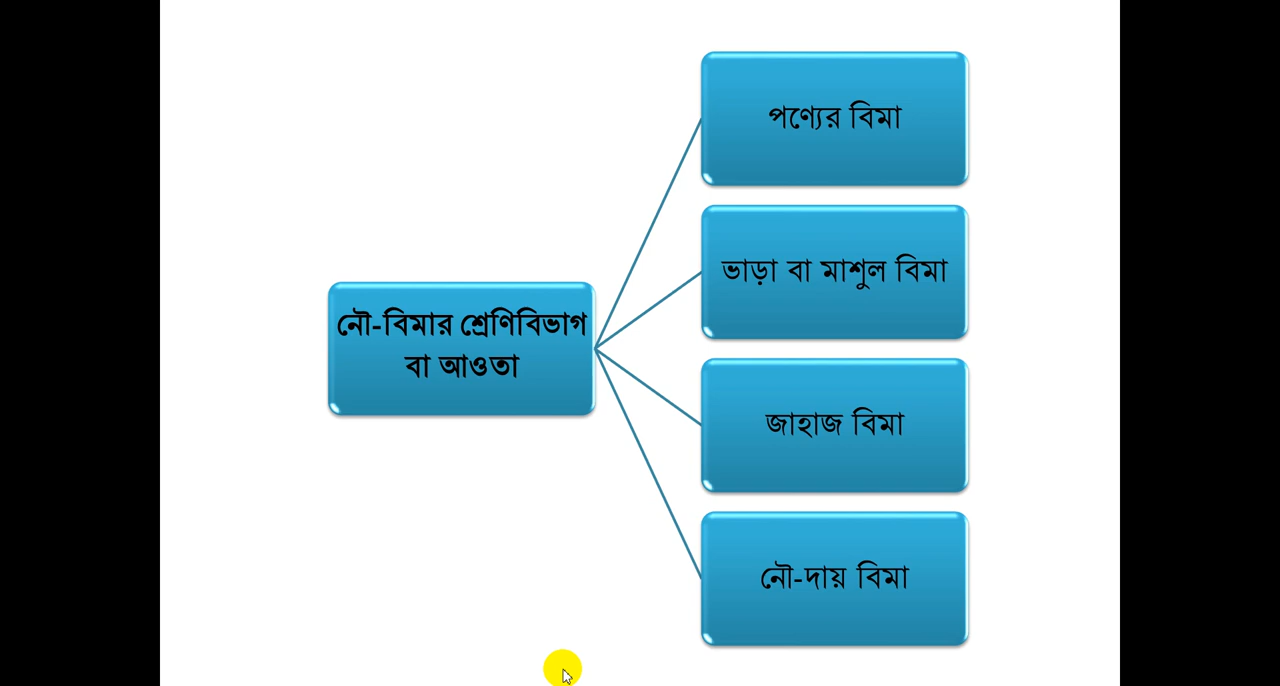 পণ্যের বিমা
ভাড়া বা মাশুল বিমা
নৌ-বিমার শ্রেণিবিভাগ
বা আওতা
জাহাজ বিমা
নৌ-দায় বিমা